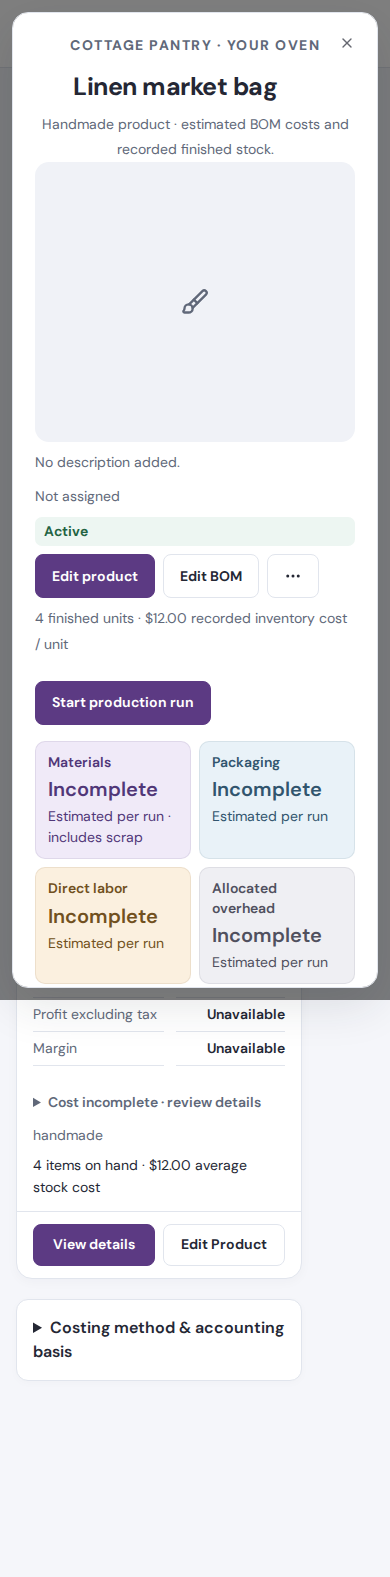 COTTAGE PANTRY · YOUR OVEN
×
Linen market bag
Handmade product · estimated BOM costs and
recorded finished stock.
No description added.
Not assigned
Active
Edit product
Edit BOM
···
4 finished units · $12.00 recorded inventory cost
/ unit
Start production run
Materials
Incomplete
Estimated per run ·
includes scrap
Packaging
Incomplete
Estimated per run
Direct labor
Incomplete
Estimated per run
Allocated
overhead
Incomplete
Estimated per run
Profit excluding tax
Unavailable
Margin
Unavailable
▶ Cost incomplete · review details
handmade
4 items on hand · $12.00 average
stock cost
View details
Edit Product
▶ Costing method & accounting
basis